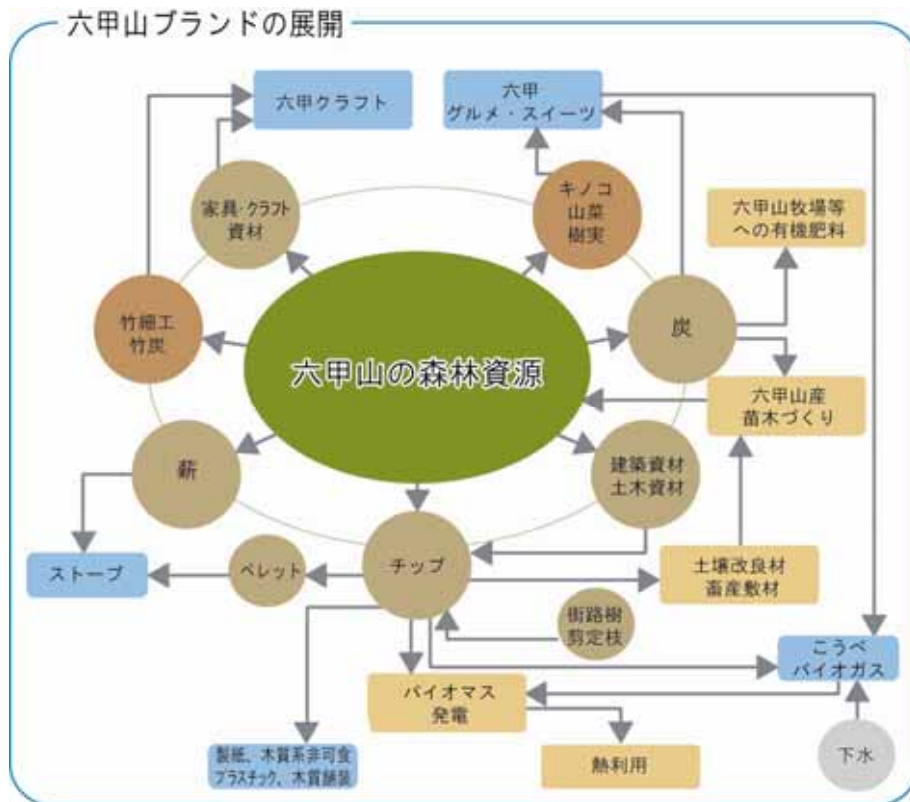 六甲山ブランドの展開
六甲クラフト
六甲
グルメ・スイーツ
家具・クラフト
資材
キノコ
山菜
樹実
六甲山牧場等
への有機肥料
竹細工
竹炭
炭
六甲山の森林資源
六甲山産
苗木づくり
薪
建築資材
土木資材
ストーブ
ペレット
チップ
土壌改良材
畜産敷材
街路樹
剪定枝
こうべ
バイオガス
バイオマス
発電
製紙、木質系非可食
プラスチック、木質舗装
熱利用
下水